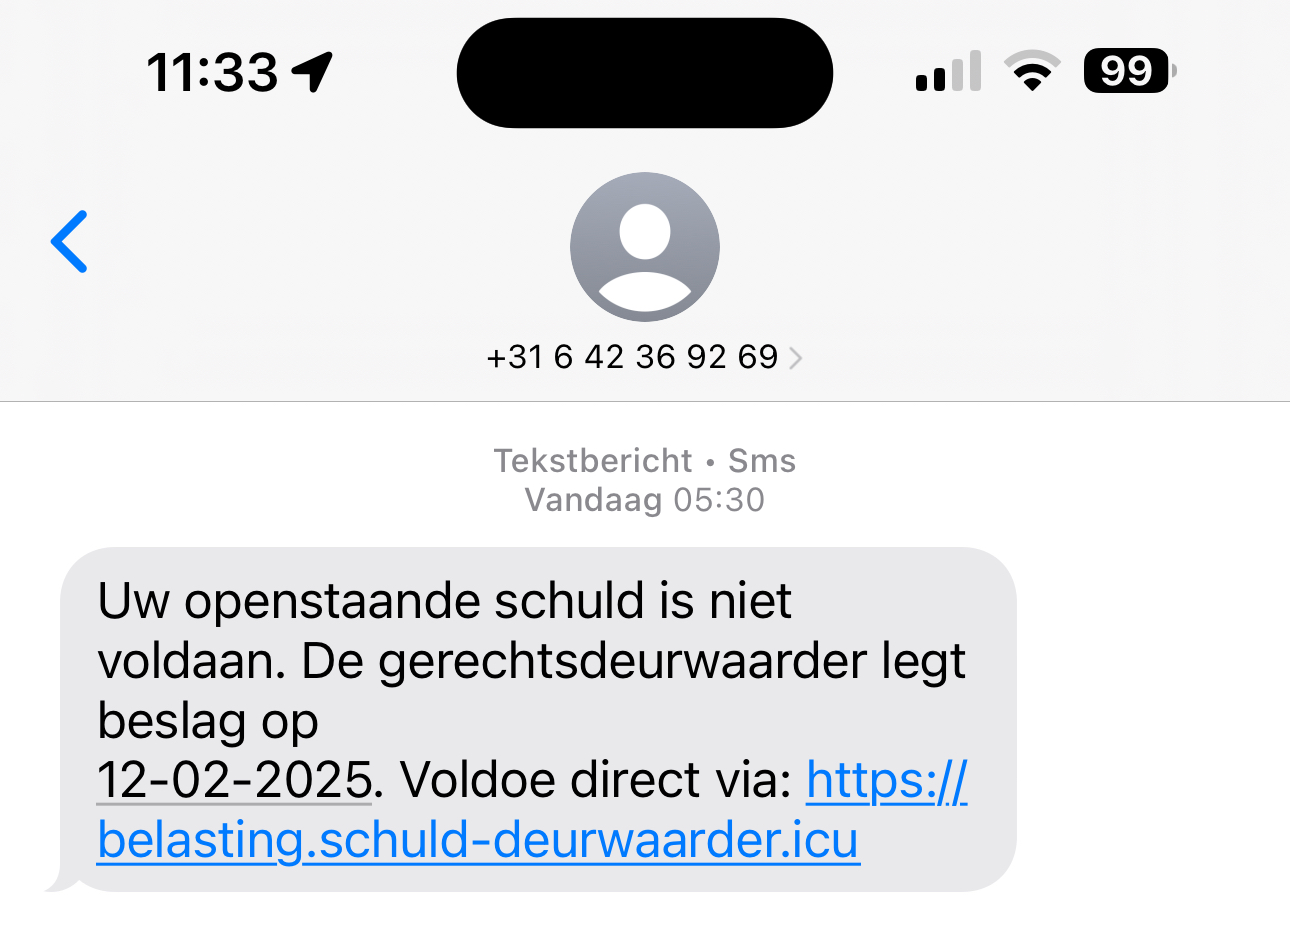 11:33
99
+31 6 42 36 92 69
Tekstbericht • Sms
Vandaag 05:30
Uw openstaande schuld is niet
voldaan. De gerechtsdeurwaarder legt
beslag op
12-02-2025. Voldoe direct via: https://
belasting.schuld-deurwaarder.icu